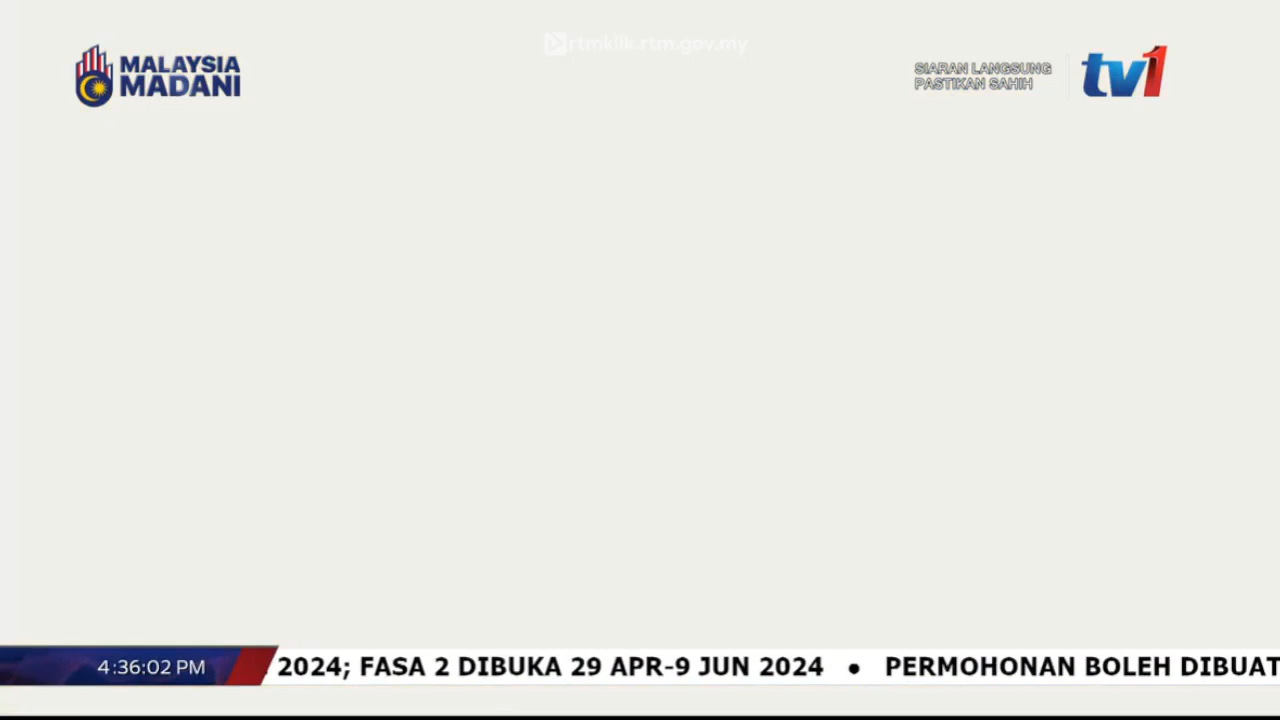 rtmklik.rtm.gov.my
MALAYSIA
MADANI
SIARAN LANGSUNG
PASTIKAN SAHIH
tv1
4:36:02 PM
2024; FASA 2 DIBUKA 29 APR-9 JUN 2024 • PERMOHONAN BOLEH DIBUAT